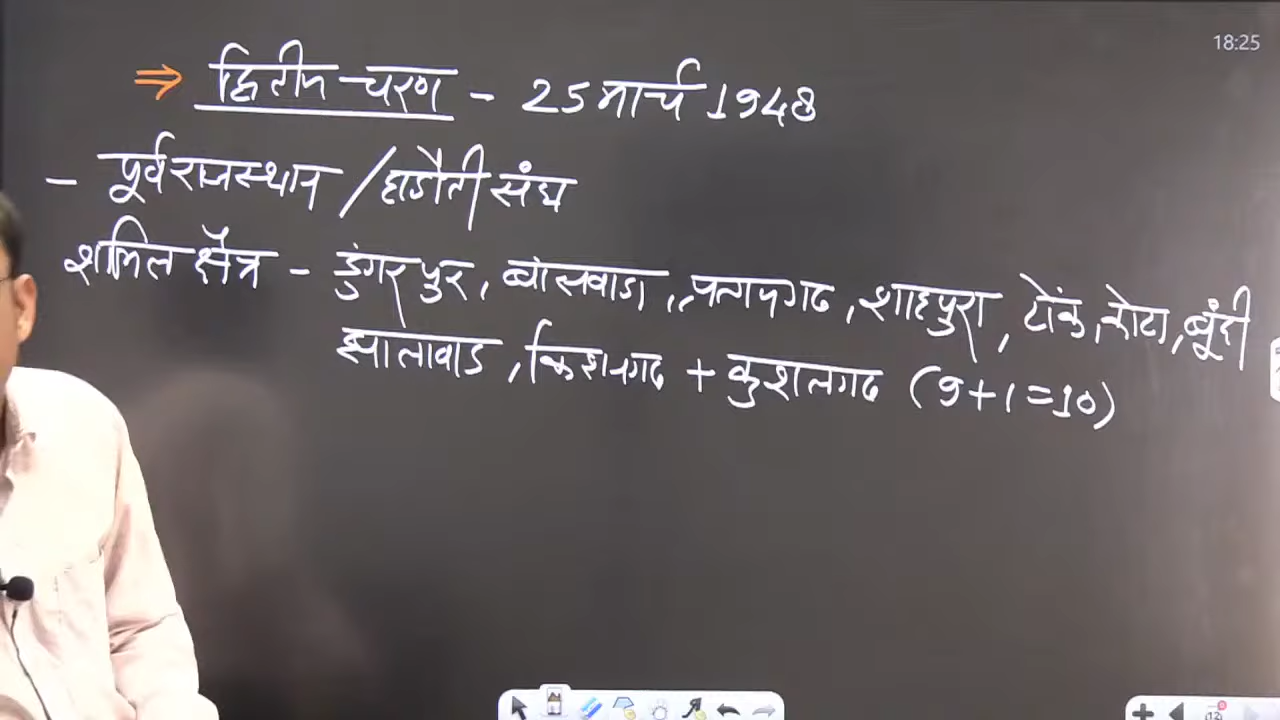 18:25
⇒ द्वितीय चरण - 25 मार्च 1948
- पूर्व राजस्थान / हाडौती संघ
शामिल क्षैत्र - डुंगरपुर, बांसवाडा, प्रतापगढ, शाहपुरा, टोंक, कोटा, बूंदी
झालावाड, किशनगढ + कुशलगढ (9+1=10)